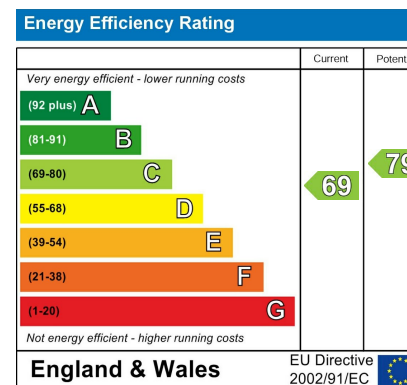 Energy Efficiency Rating
Current Potent
Very energy efficient - lower running costs
(92 plus) A
(81-91) B
(69-80) C
(55-68) D
(39-54) E
(21-38) F
(1-20) G
69
79
Not energy efficient - higher running costs
England & Wales
EU Directive
2002/91/EC